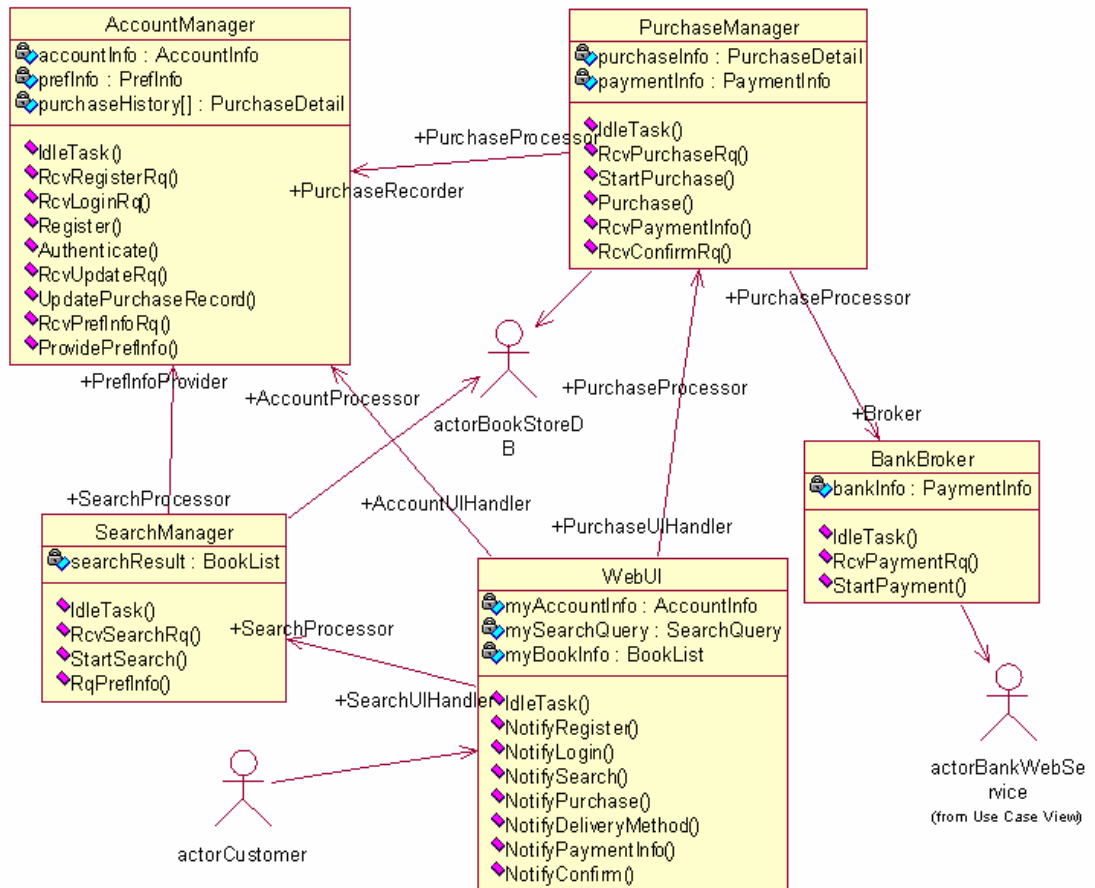 AccountManager
accountInfo : AccountInfo
prefInfo : PrefInfo
purchaseHistory[] : PurchaseDetail
IdleTask()
RcvRegisterRq()
RcvLoginRq()
Register()
Authenticate()
RcvUpdateRq()
UpdatePurchaseRecord()
RcvPrefInfoRq()
ProvidePrefInfo()
PurchaseManager
purchaseInfo : PurchaseDetail
paymentInfo : PaymentInfo
IdleTask()
RcvPurchaseRq()
StartPurchase()
Purchase()
RcvPaymentInfo()
RcvConfirmRq()
+PurchaseProcessor
+PurchaseRecorder
+PurchaseProcessor
+PrefInfoProvider
+AccountProcessor
+PurchaseProcessor
actorBookStoreD
B
+Broker
BankBroker
bankInfo : PaymentInfo
IdleTask()
RcvPaymentRq()
StartPayment()
+SearchProcessor
+AccountUIHandler
+PurchaseUIHandler
SearchManager
searchResult : BookList
IdleTask()
RcvSearchRq()
StartSearch()
RqPrefInfo()
+SearchProcessor
+SearchUIHandler
WebUI
myAccountInfo : AccountInfo
mySearchQuery : SearchQuery
myBookInfo : BookList
IdleTask()
NotifyRegister()
NotifyLogin()
NotifySearch()
NotifyPurchase()
NotifyDeliveryMethod()
NotifyPaymentInfo()
NotifyConfirm()
actorCustomer
actorBankWebSe
rvice
(from Use Case View)